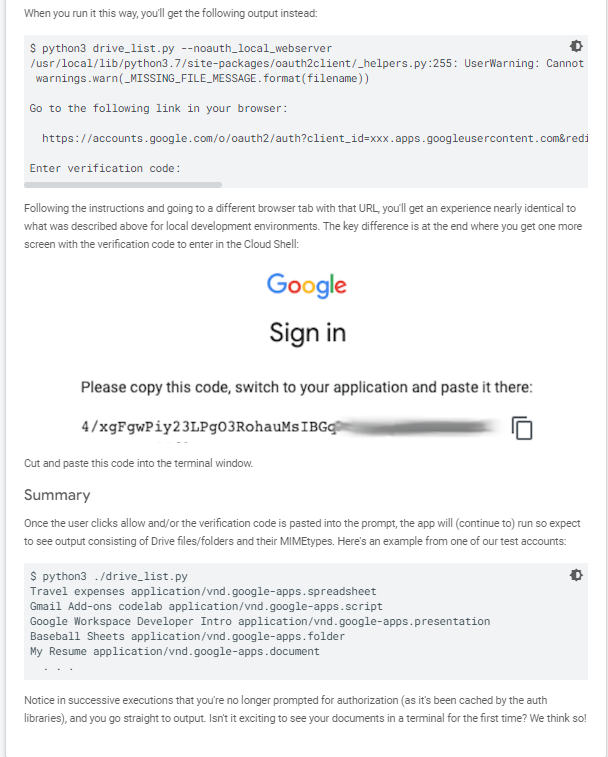 When you run it this way, you'll get the following output instead:
$ python3 drive_list.py --noauth_local_webserver
/usr/local/lib/python3.7/site-packages/oauth2client/_helpers.py:255: UserWarning: Cannot
warnings.warn(_MISSING_FILE_MESSAGE.format(filename))
Go to the following link in your browser:
https://accounts.google.com/o/oauth2/auth?client_id=xxx.apps.googleusercontent.com&redi
Enter verification code:
Following the instructions and going to a different browser tab with that URL, you'll get an experience nearly identical to
what was described above for local development environments. The key difference is at the end where you get one more
screen with the verification code to enter in the Cloud Shell:
Google
Sign in
Please copy this code, switch to your application and paste it there:
4/xgFgwPiy23LPgO3RohauMsIBGq
Cut and paste this code into the terminal window.
Summary
Once the user clicks allow and/or the verification code is pasted into the prompt, the app will (continue to) run so expect
to see output consisting of Drive files/folders and their MIMEtypes. Here's an example from one of our test accounts:
$ python3 ./drive_list.py
Travel expenses application/vnd.google-apps.spreadsheet
Gmail Add-ons codelab application/vnd.google-apps.script
Google Workspace Developer Intro application/vnd.google-apps.presentation
Baseball Sheets application/vnd.google-apps.folder
My Resume application/vnd.google-apps.document
. . .
Notice in successive executions that you're no longer prompted for authorization (as it's been cached by the auth
libraries), and you go straight to output. Isn't it exciting to see your documents in a terminal for the first time? We think so!